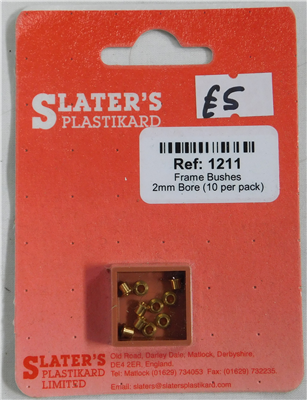 £5
SLATER'S
PLASTIKARD
Ref: 1211
Frame Bushes
2mm Bore (10 per pack)
SLATER'S
PLASTIKARD
LIMITED
Old Road, Darley Dale, Matlock, Derbyshire,
DE4 2ER, England.
Tel: Matlock (01629) 734053 Fax: (01629) 732235.
Email: slaters@slatersplastikard.com